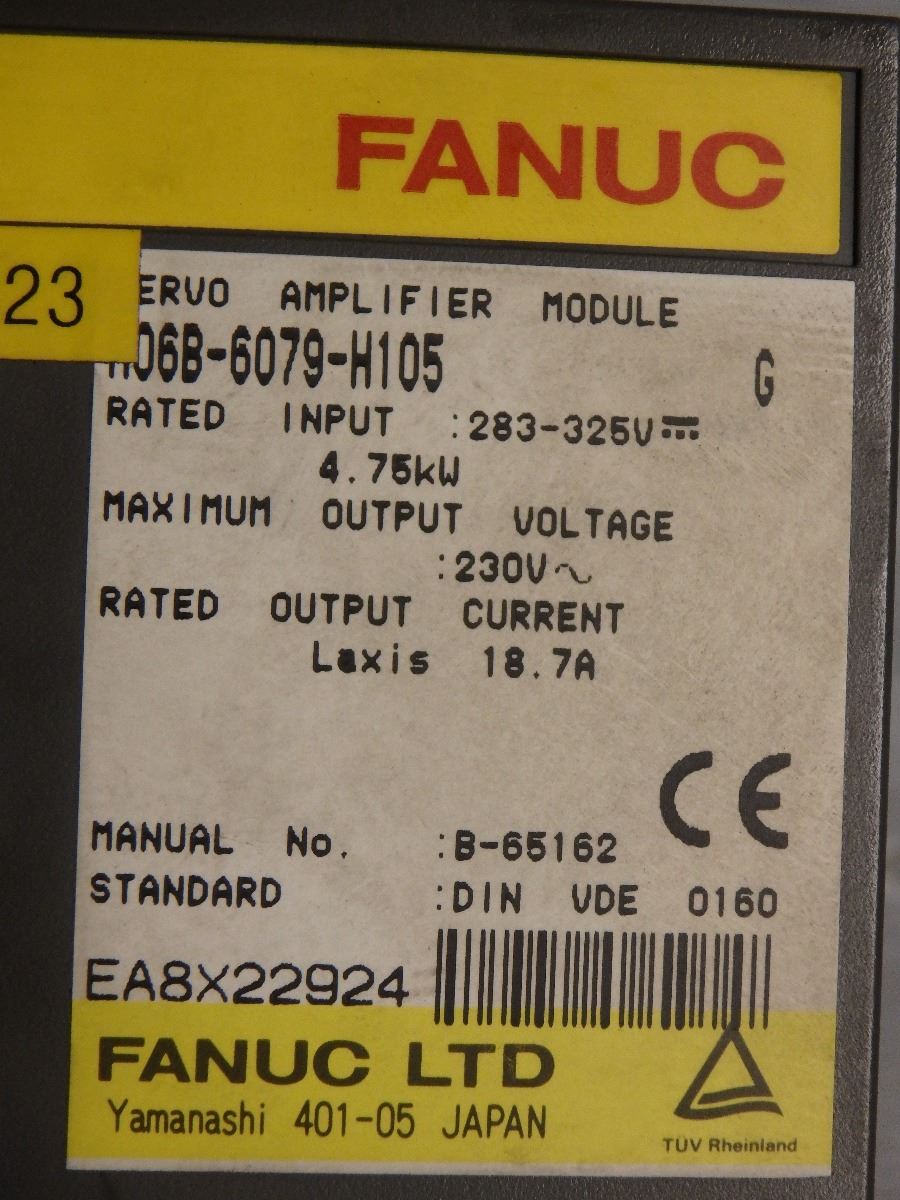 FANUC
23
ERVO AMPLIFIER MODULE
06B-6079-H105 G
RATED INPUT :283-325V⎓
4.75kW
MAXIMUM OUTPUT VOLTAGE
:230V～
RATED OUTPUT CURRENT
Laxis 18.7A
CE
MANUAL No. :B-65162
STANDARD :DIN VDE 0160
EA8X22924
FANUC LTD
Yamanashi 401-05 JAPAN
TÜV Rheinland